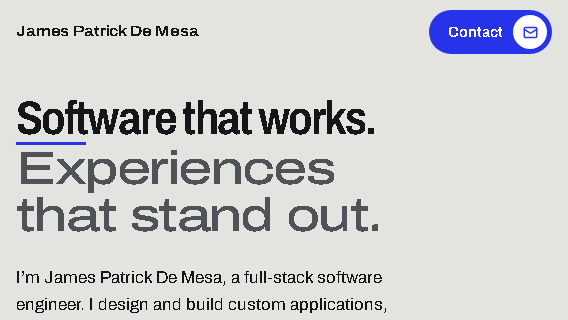 James Patrick De Mesa
Contact
Software that works.
Experiences
that stand out.
I'm James Patrick De Mesa, a full-stack software
engineer. I design and build custom applications,